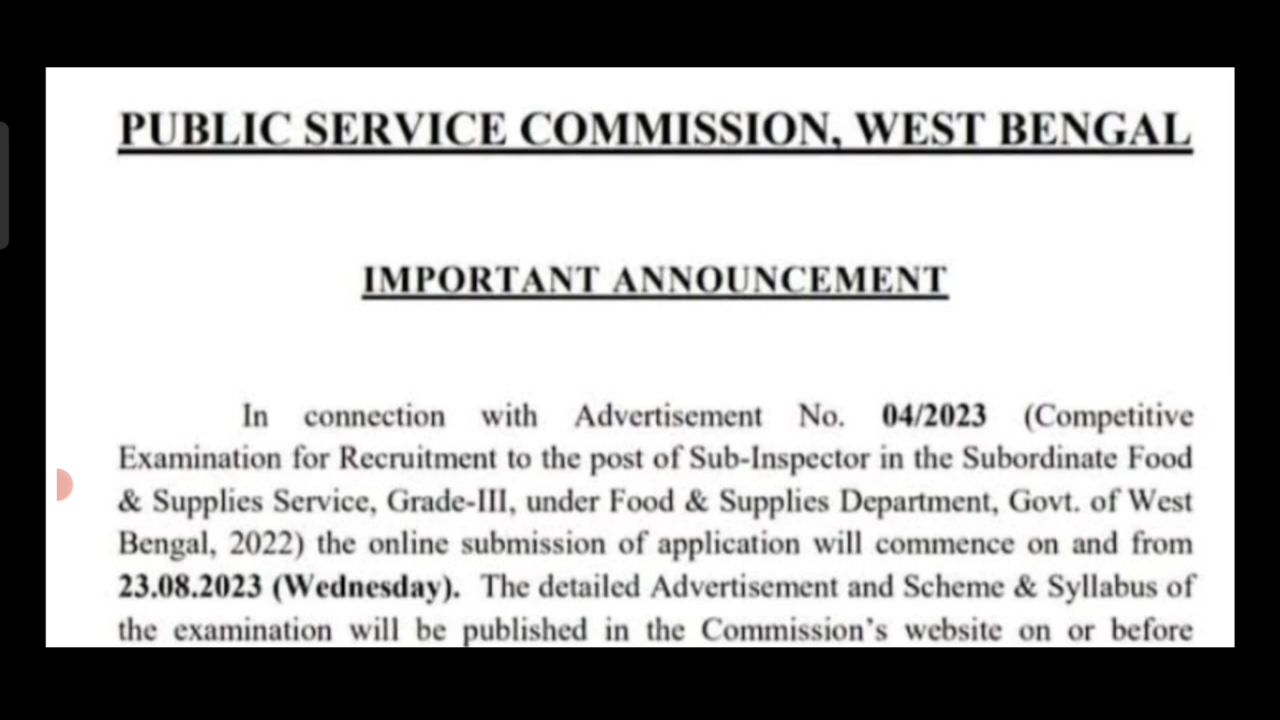 PUBLIC SERVICE COMMISSION, WEST BENGAL
IMPORTANT ANNOUNCEMENT
In connection with Advertisement No. 04/2023 (Competitive
Examination for Recruitment to the post of Sub-Inspector in the Subordinate Food
& Supplies Service, Grade-III, under Food & Supplies Department, Govt. of West
Bengal, 2022) the online submission of application will commence on and from
23.08.2023 (Wednesday). The detailed Advertisement and Scheme & Syllabus of
the examination will be published in the Commission's website on or before